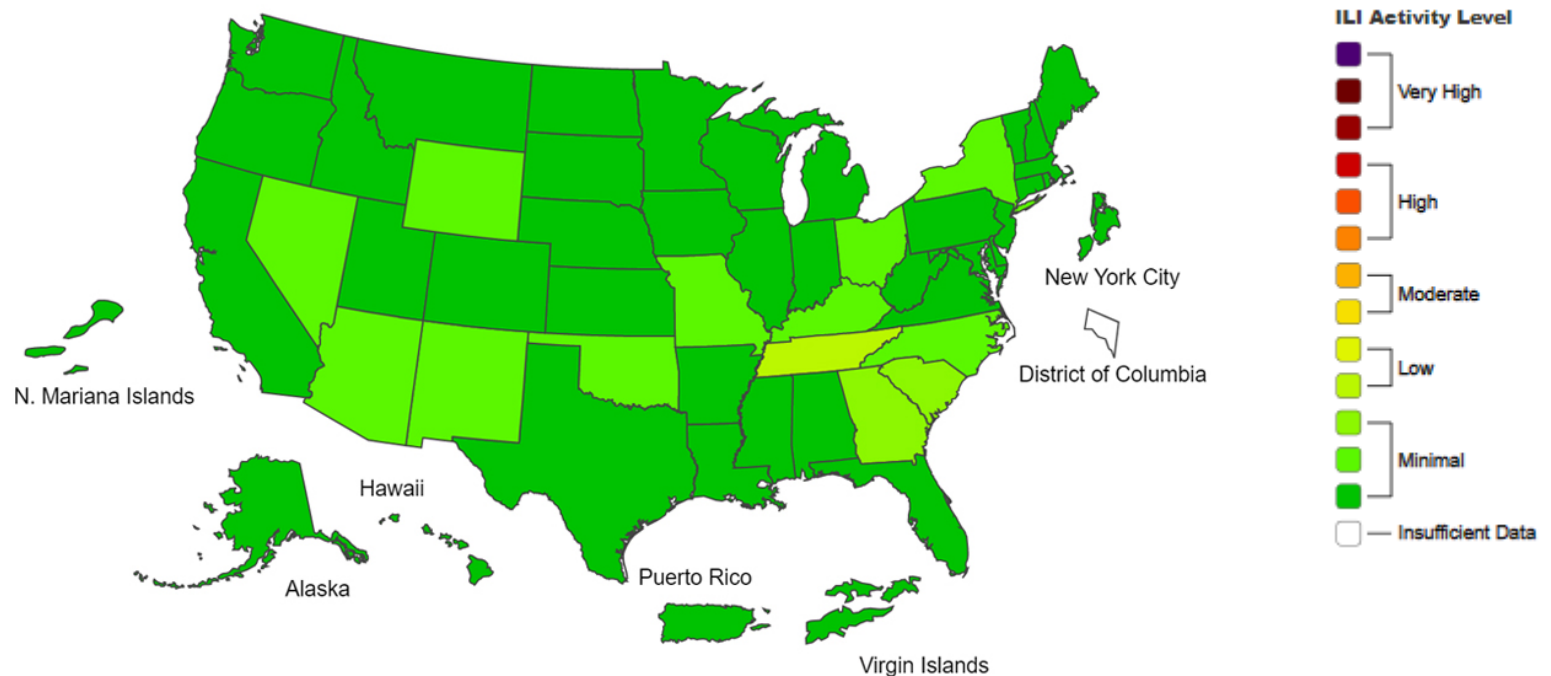 ILI Activity Level
Very High
High
Moderate
Low
Minimal
Insufficient Data
New York City
District of Columbia
N. Mariana Islands
Hawaii
Alaska
Puerto Rico
Virgin Islands